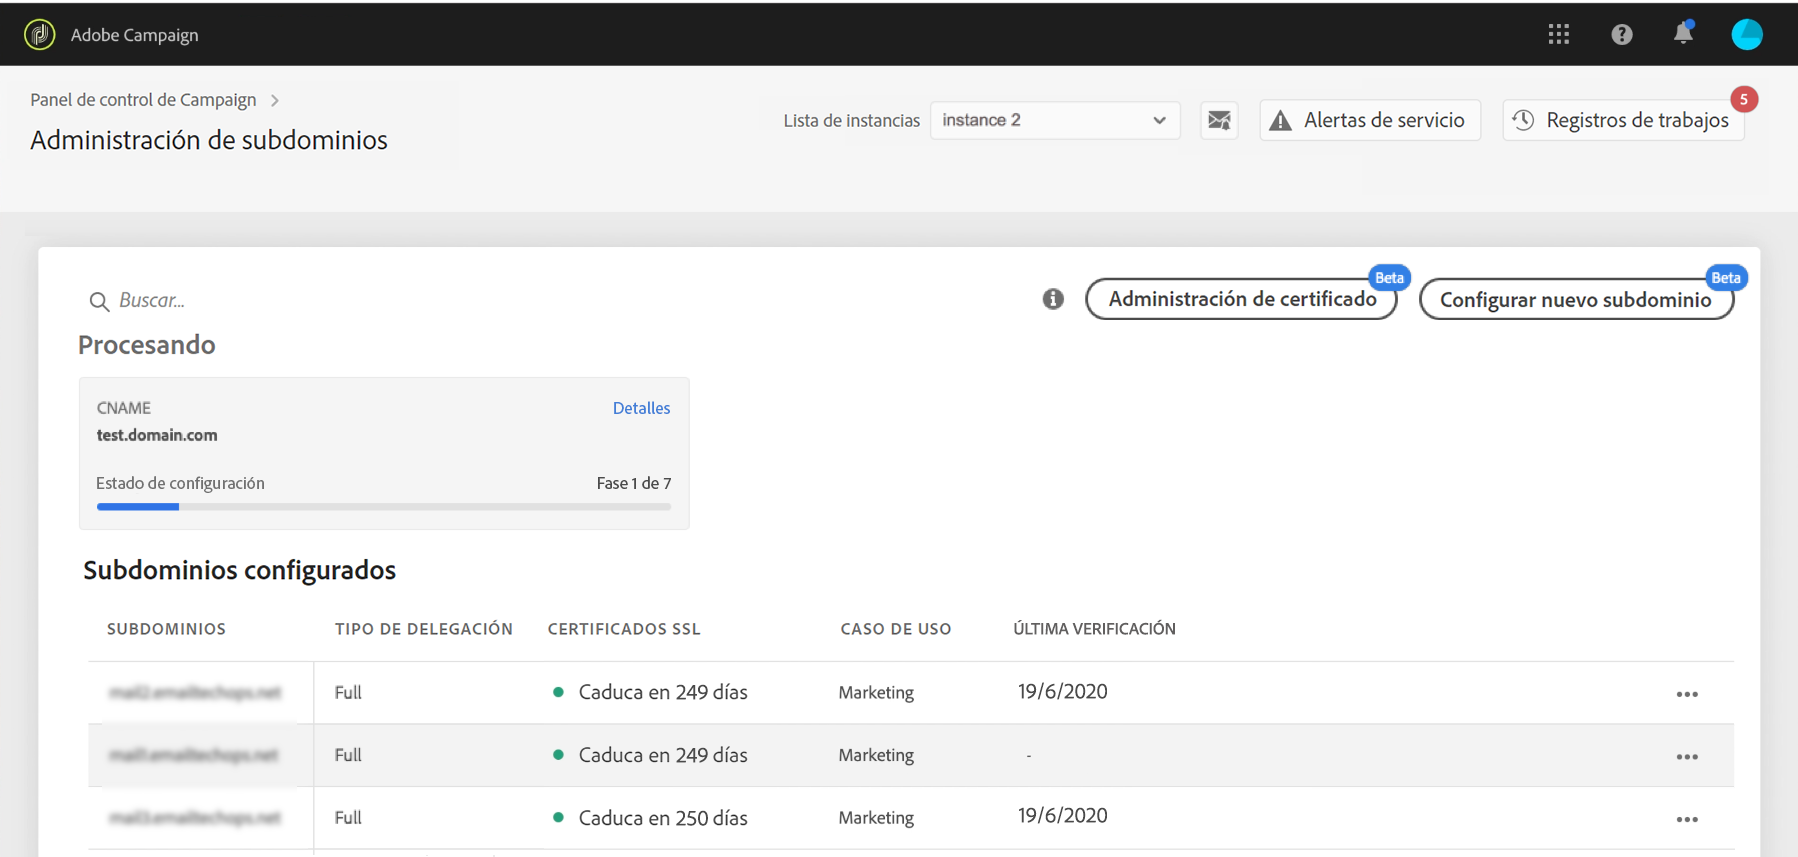 Adobe Campaign
Panel de control de Campaign
Administración de subdominios
Lista de instancias
instance 2
Alertas de servicio
Registros de trabajos
5
Buscar...
Administración de certificado
Beta
Configurar nuevo subdominio
Beta
Procesando
CNAME
Detalles
test.domain.com
Estado de configuración
Fase 1 de 7
Subdominios configurados
SUBDOMINIOS TIPO DE DELEGACIÓN CERTIFICADOS SSL CASO DE USO ÚLTIMA VERIFICACIÓN
Full Caduca en 249 días Marketing 19/6/2020
Full Caduca en 249 días Marketing -
Full Caduca en 250 días Marketing 19/6/2020